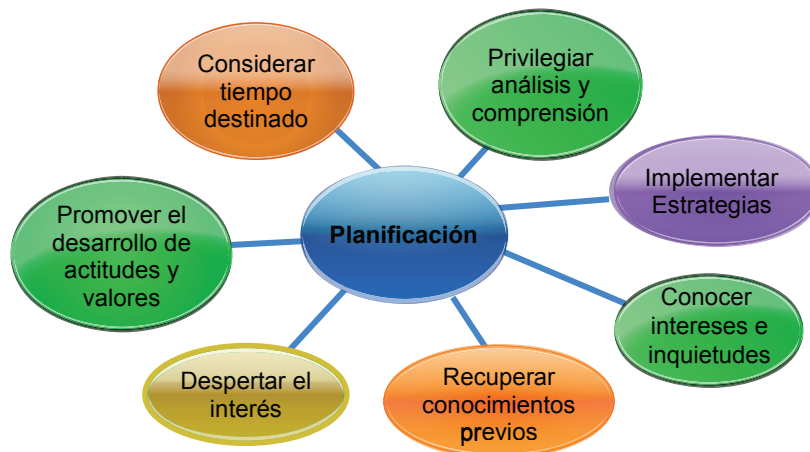 Considerar
tiempo
destinado
Privilegiar
análisis y
comprensión
Implementar
Estrategias
Planificación
Promover el
desarrollo de
actitudes y
valores
Conocer
intereses e
inquietudes
Despertar el
interés
Recuperar
conocimientos
previos